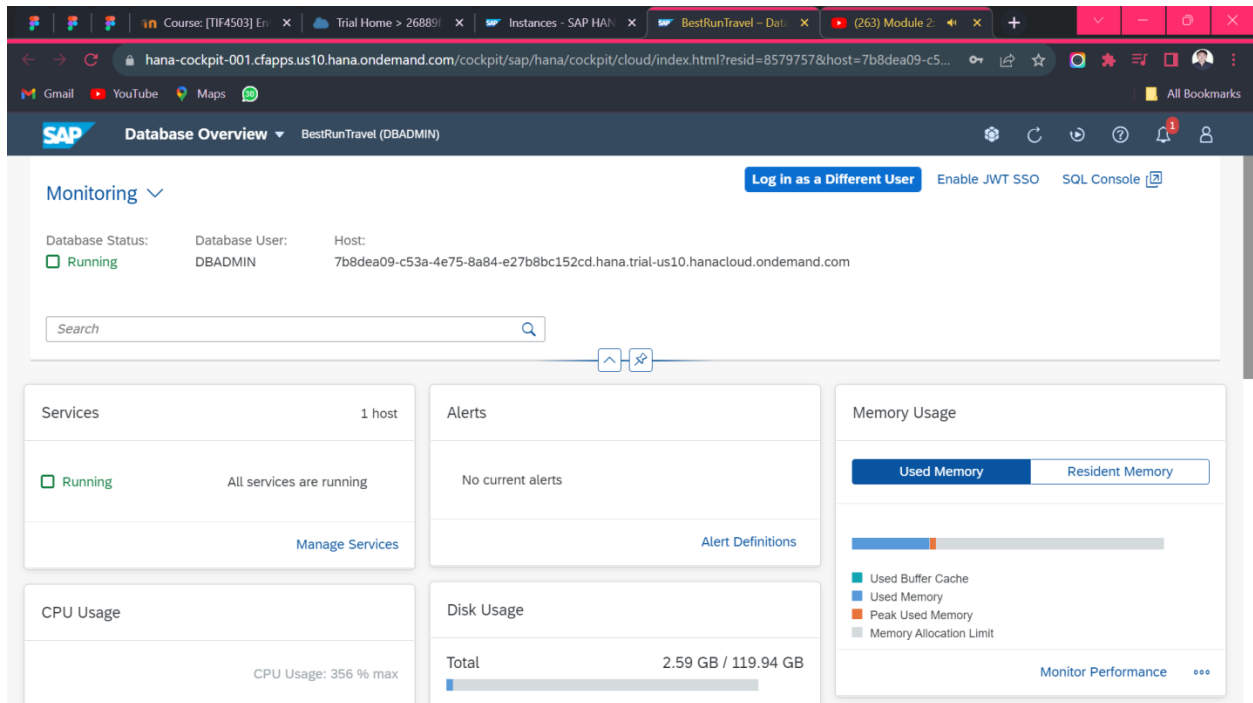 Course: [TIF4503] En
Trial Home > 26889f
Instances - SAP HAN
BestRunTravel – Data
(263) Module 2:
hana-cockpit-001.cfapps.us10.hana.ondemand.com/cockpit/sap/hana/cockpit/cloud/index.html?resid=8579757&host=7b8dea09-c5...
Gmail
YouTube
Maps
30
All Bookmarks
SAP
Database Overview
BestRunTravel (DBADMIN)
1
Monitoring
Log in as a Different User
Enable JWT SSO
SQL Console
Database Status:
Database User:
Host:
Running
DBADMIN
7b8dea09-c53a-4e75-8a84-e27b8bc152cd.hana.trial-us10.hanacloud.ondemand.com
Search
Services
1 host
Running
All services are running
Manage Services
Alerts
No current alerts
Alert Definitions
Memory Usage
Used Memory
Resident Memory
Used Buffer Cache
Used Memory
Peak Used Memory
Memory Allocation Limit
Monitor Performance
CPU Usage
CPU Usage: 356 % max
Disk Usage
Total
2.59 GB / 119.94 GB